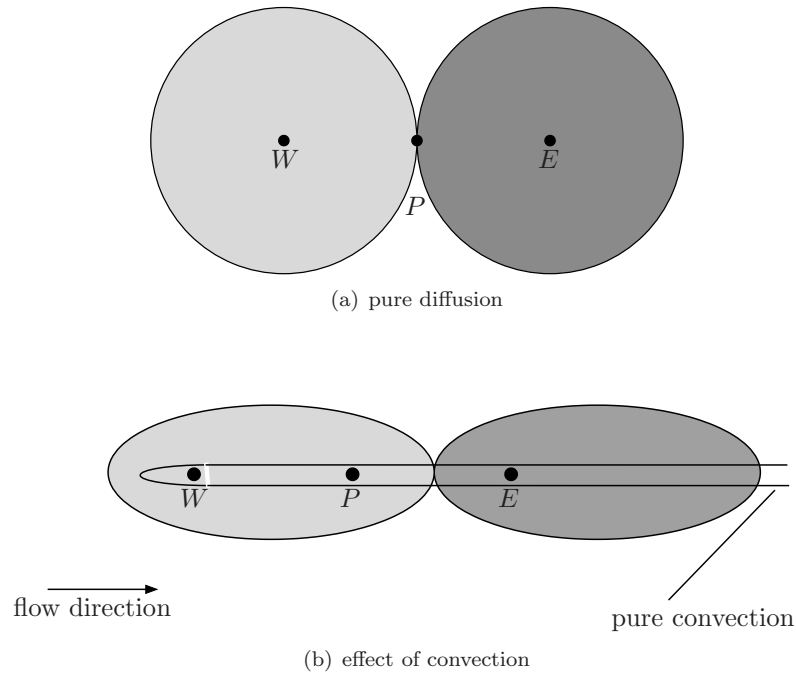 W
E
P
(a) pure diffusion
W
P
E
flow direction
pure convection
(b) effect of convection